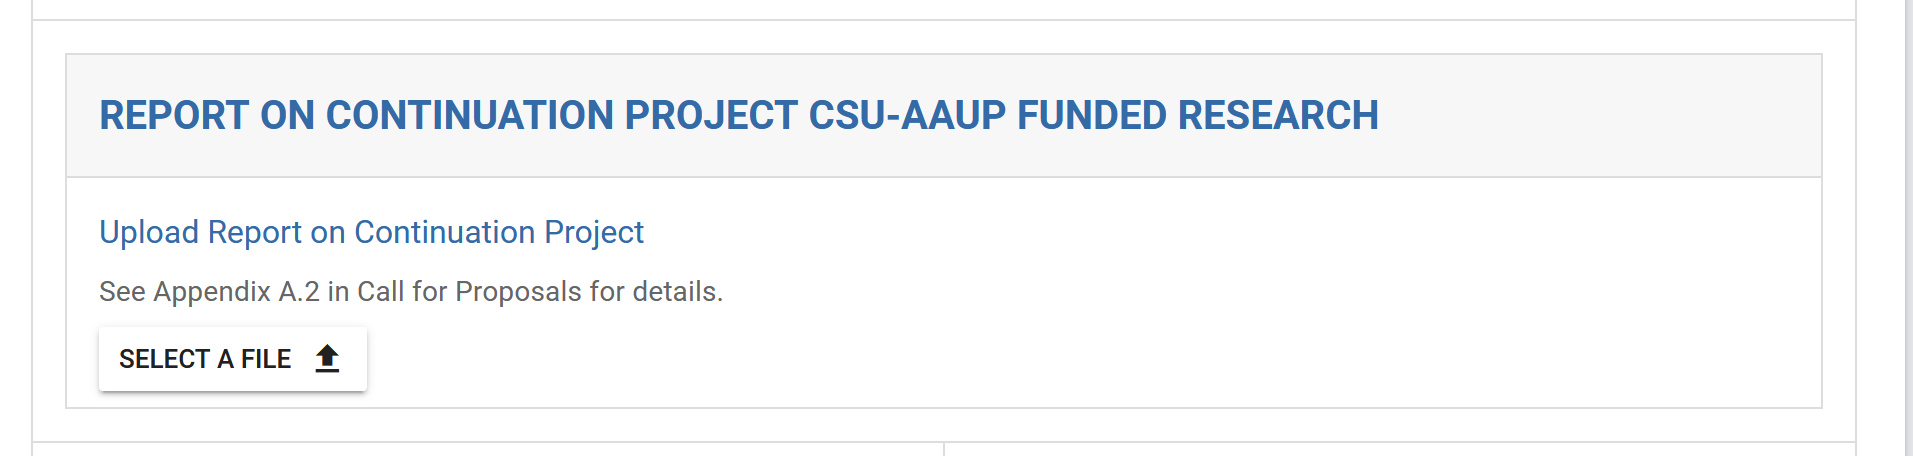 REPORT ON CONTINUATION PROJECT CSU-AAUP FUNDED RESEARCH
Upload Report on Continuation Project
See Appendix A.2 in Call for Proposals for details.
SELECT A FILE